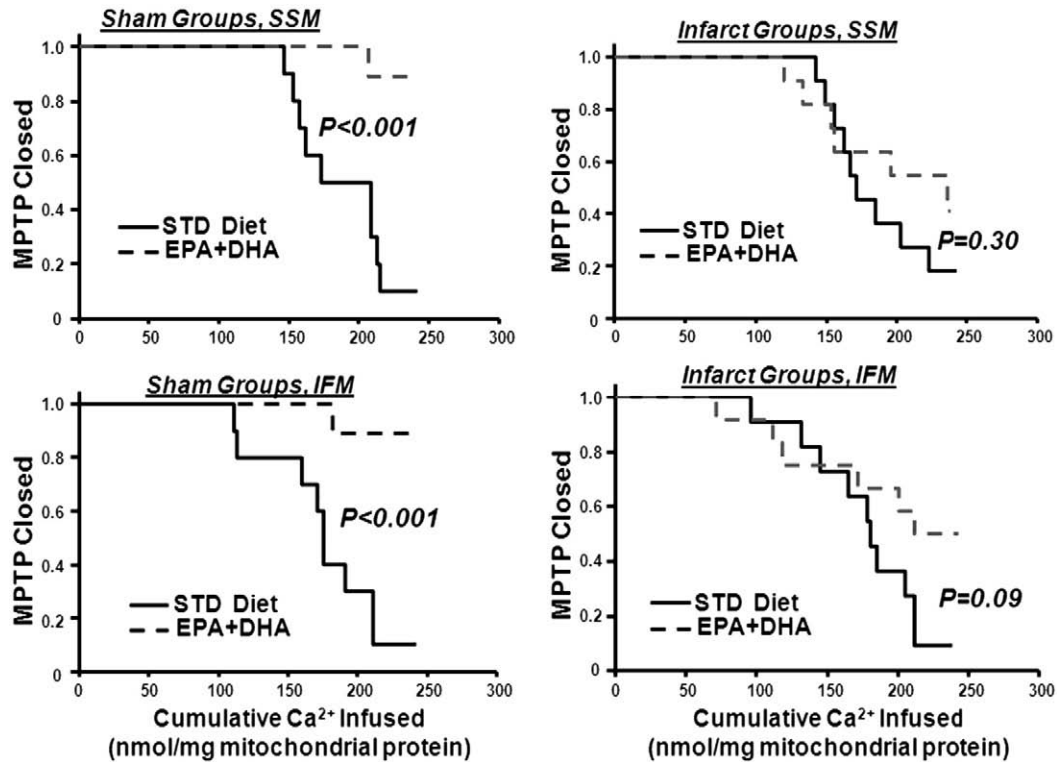 Sham Groups, SSM
1.0
0.8
0.6
0.4
0.2
0
MPTP Closed
P<0.001
STD Diet
EPA+DHA
0 50 100 150 200 250 300
Infarct Groups, SSM
1.0
0.8
0.6
0.4
0.2
0
MPTP Closed
STD Diet
EPA+DHA
P=0.30
0 50 100 150 200 250 300
Sham Groups, IFM
1.0
0.8
0.6
0.4
0.2
0
MPTP Closed
P<0.001
STD Diet
EPA+DHA
0 50 100 150 200 250 300
Cumulative Ca²⁺ Infused
(nmol/mg mitochondrial protein)
Infarct Groups, IFM
1.0
0.8
0.6
0.4
0.2
0
MPTP Closed
STD Diet
EPA+DHA
P=0.09
0 50 100 150 200 250 300
Cumulative Ca²⁺ Infused
(nmol/mg mitochondrial protein)